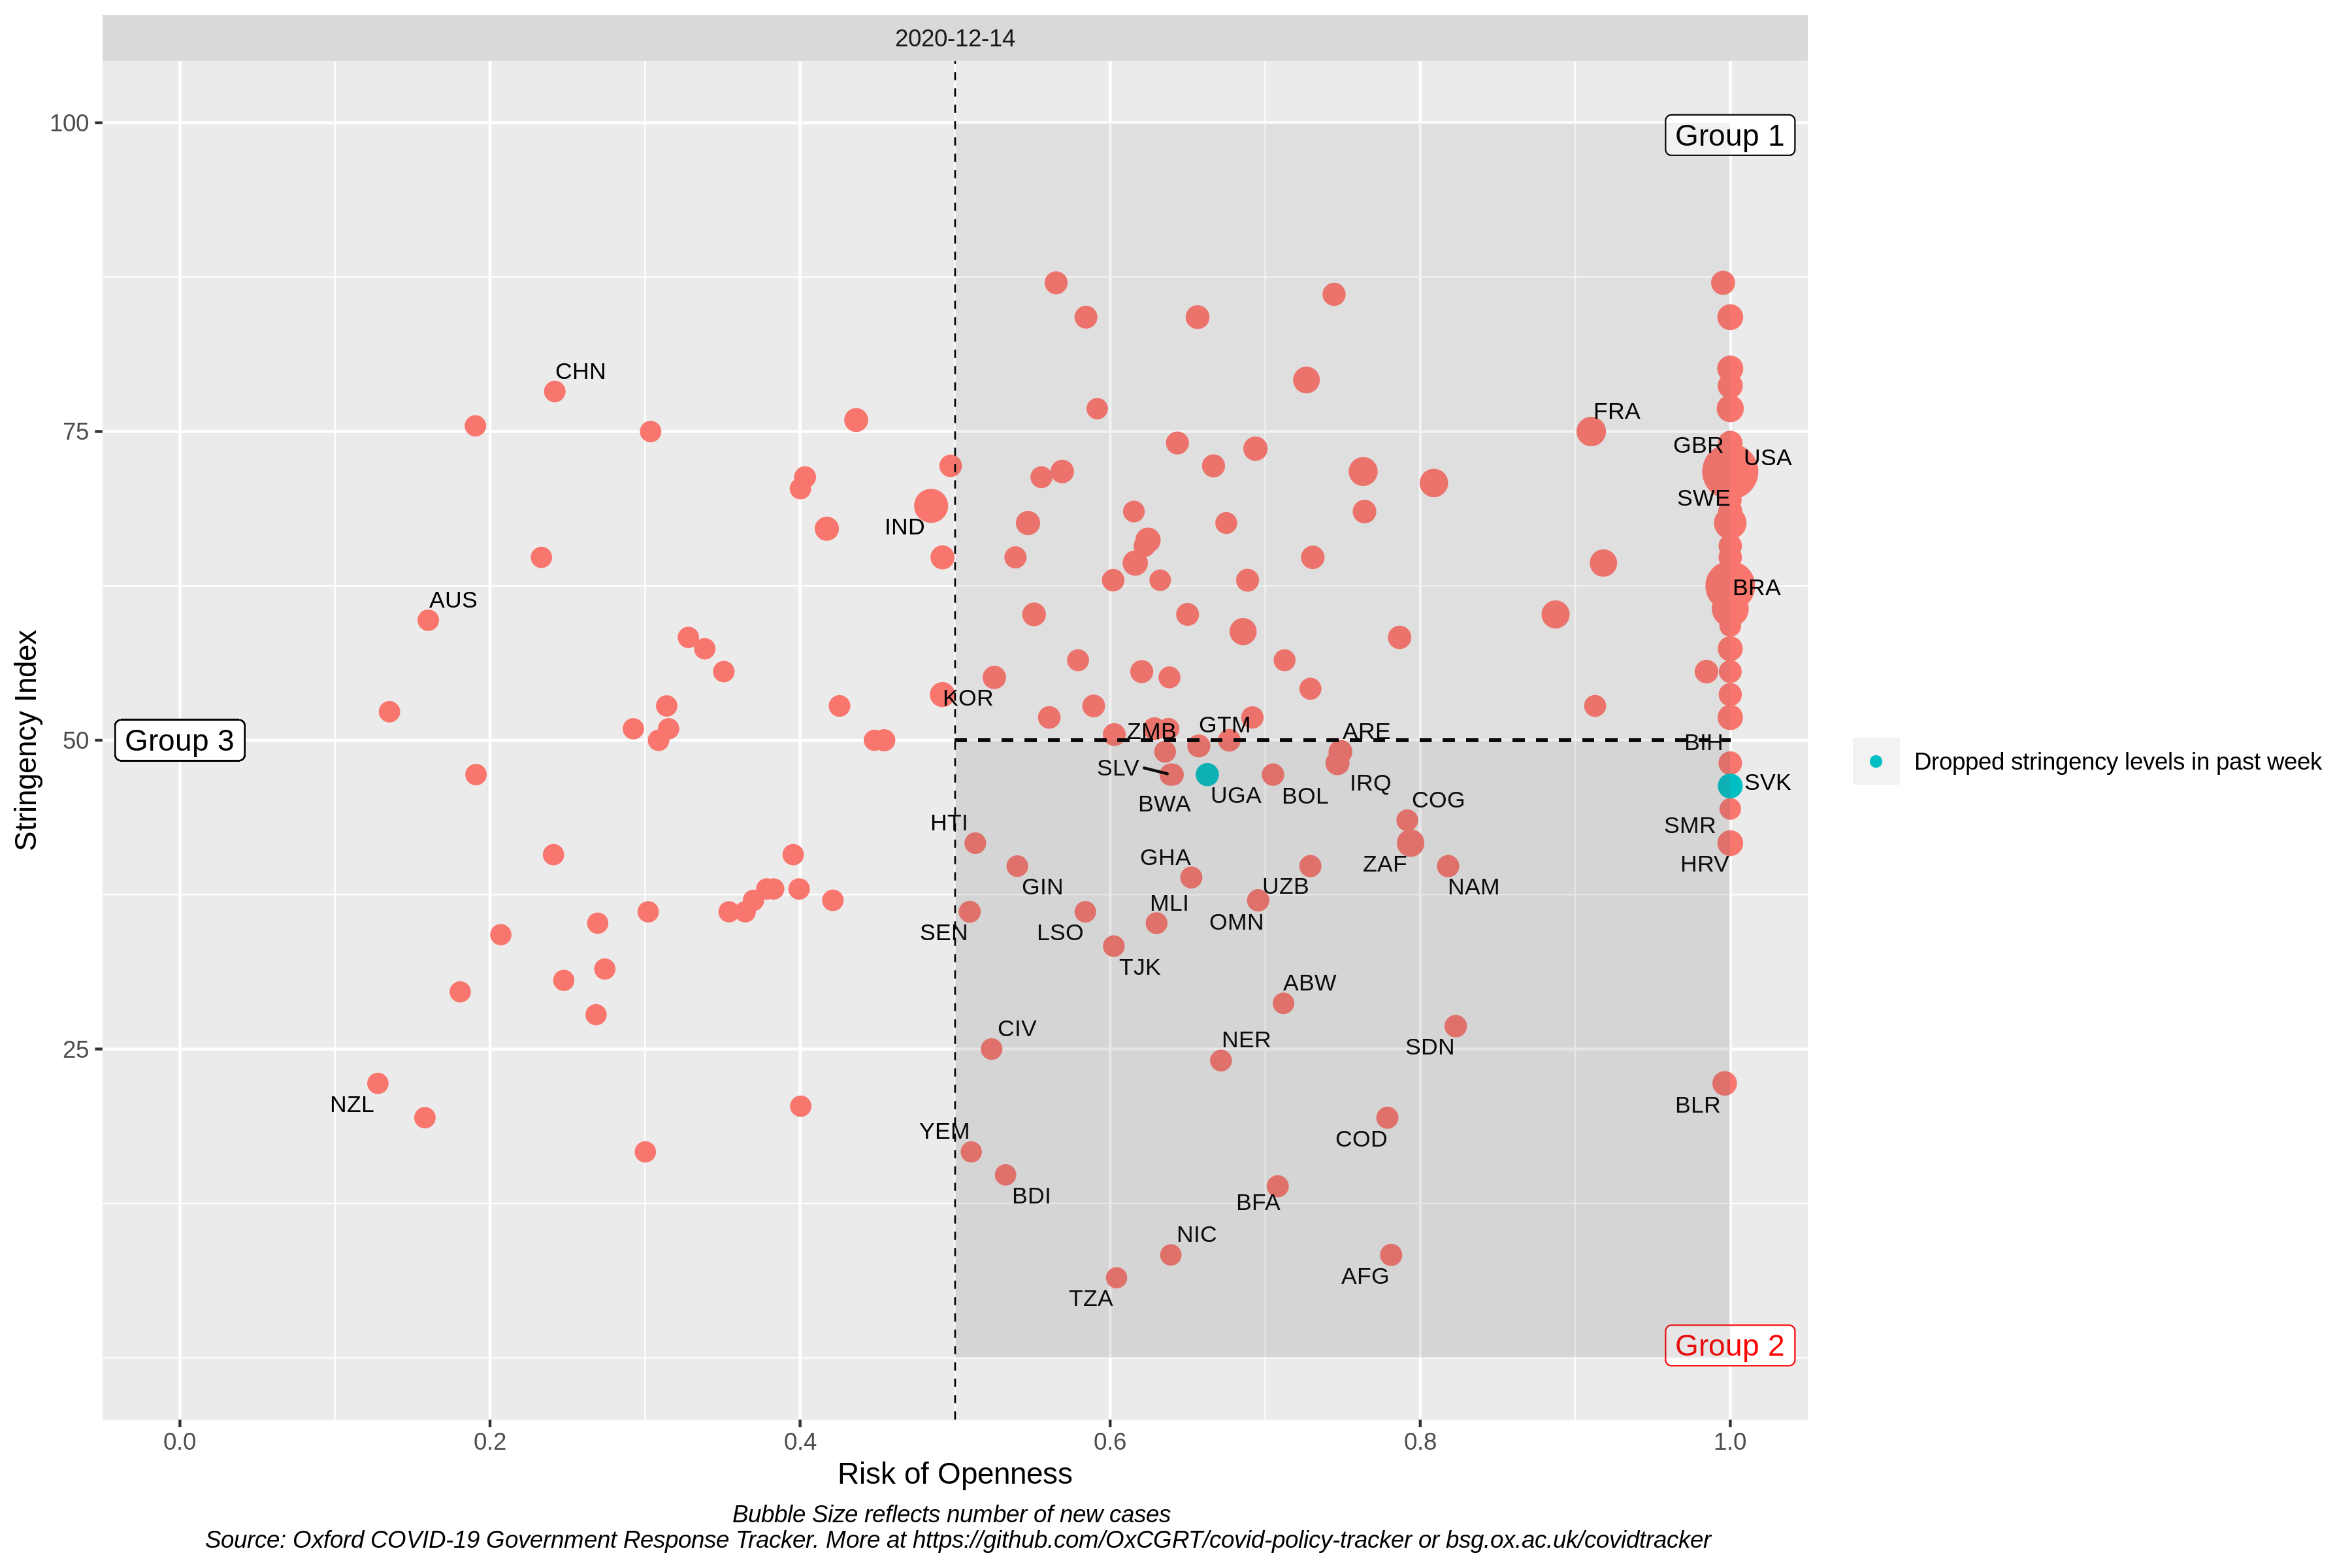 2020-12-14
100
Group 1
CHN
FRA
75
GBR
USA
SWE
IND
BRA
AUS
KOR
Stringency Index
ZMB
GTM
ARE
50
Group 3
BIH
Dropped stringency levels in past week
SLV
IRQ
SVK
BWA
UGA
BOL
COG
HTI
SMR
GHA
ZAF
HRV
GIN
UZB
NAM
MLI
OMN
SEN
LSO
TJK
ABW
CIV
NER
SDN
25
NZL
BLR
YEM
COD
BDI
BFA
NIC
AFG
TZA
Group 2
0.0
0.2
0.4
0.6
0.8
1.0
Risk of Openness
Bubble Size reflects number of new cases
Source: Oxford COVID-19 Government Response Tracker. More at https://github.com/OxCGRT/covid-policy-tracker or bsg.ox.ac.uk/covidtracker